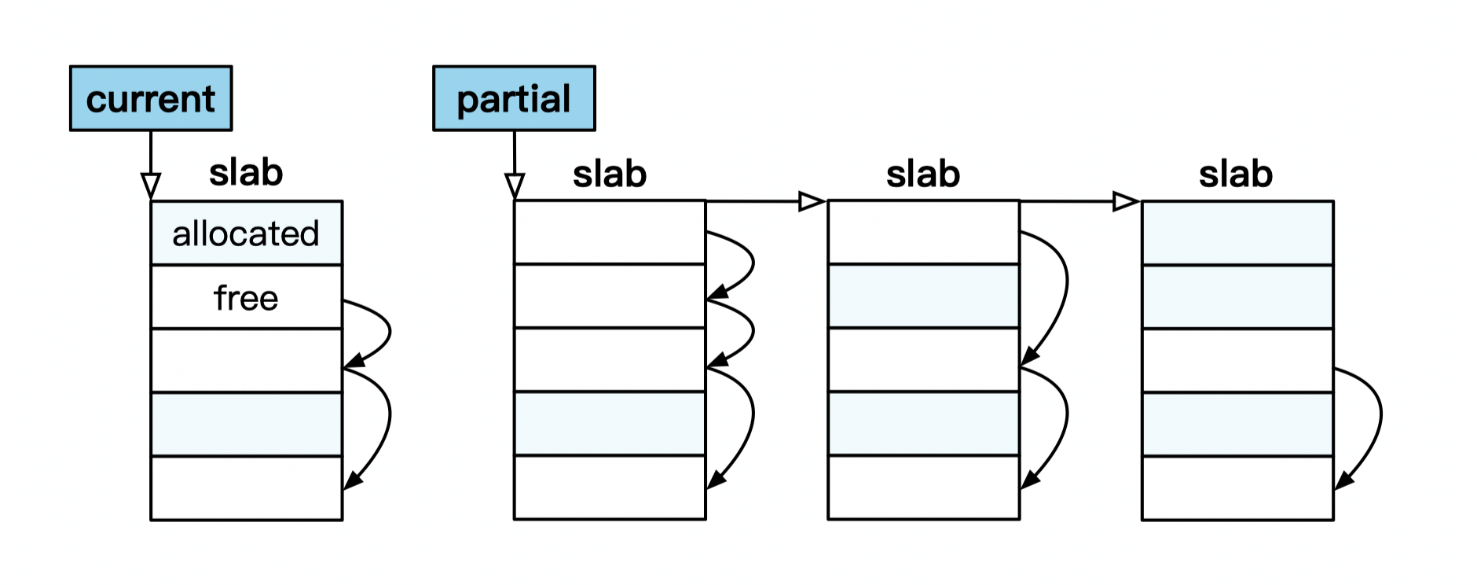 current
partial
slab
slab
slab
slab
allocated
free